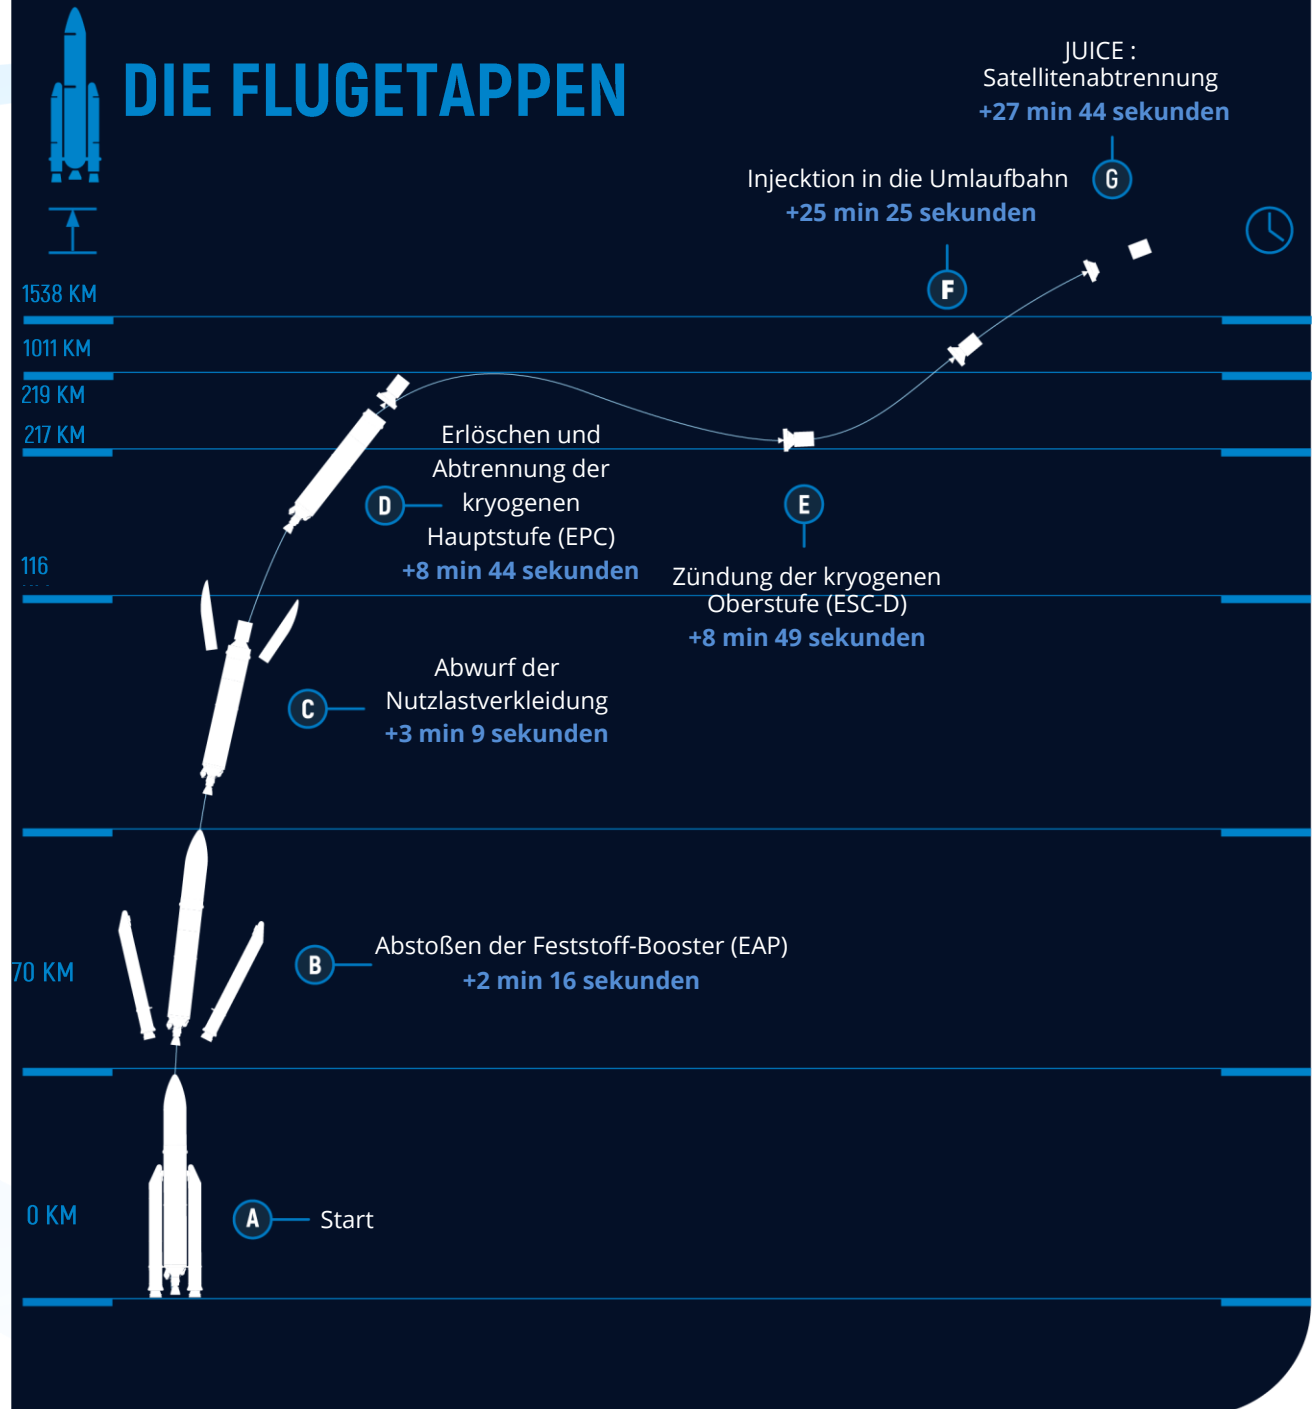 DIE FLUGETAPPEN
JUICE :
Satellitenabtrennung
+27 min 44 sekunden
G
Injecktion in die Umlaufbahn
+25 min 25 sekunden
F
1538 KM
1011 KM
219 KM
217 KM
Erlöschen und
Abtrennung der
kryogenen
Hauptstufe (EPC)
+8 min 44 sekunden
D
E
Zündung der kryogenen
Oberstufe (ESC-D)
+8 min 49 sekunden
116
Abwurf der
Nutzlastverkleidung
+3 min 9 sekunden
C
Abstoßen der Feststoff-Booster (EAP)
+2 min 16 sekunden
B
70 KM
0 KM
A
Start